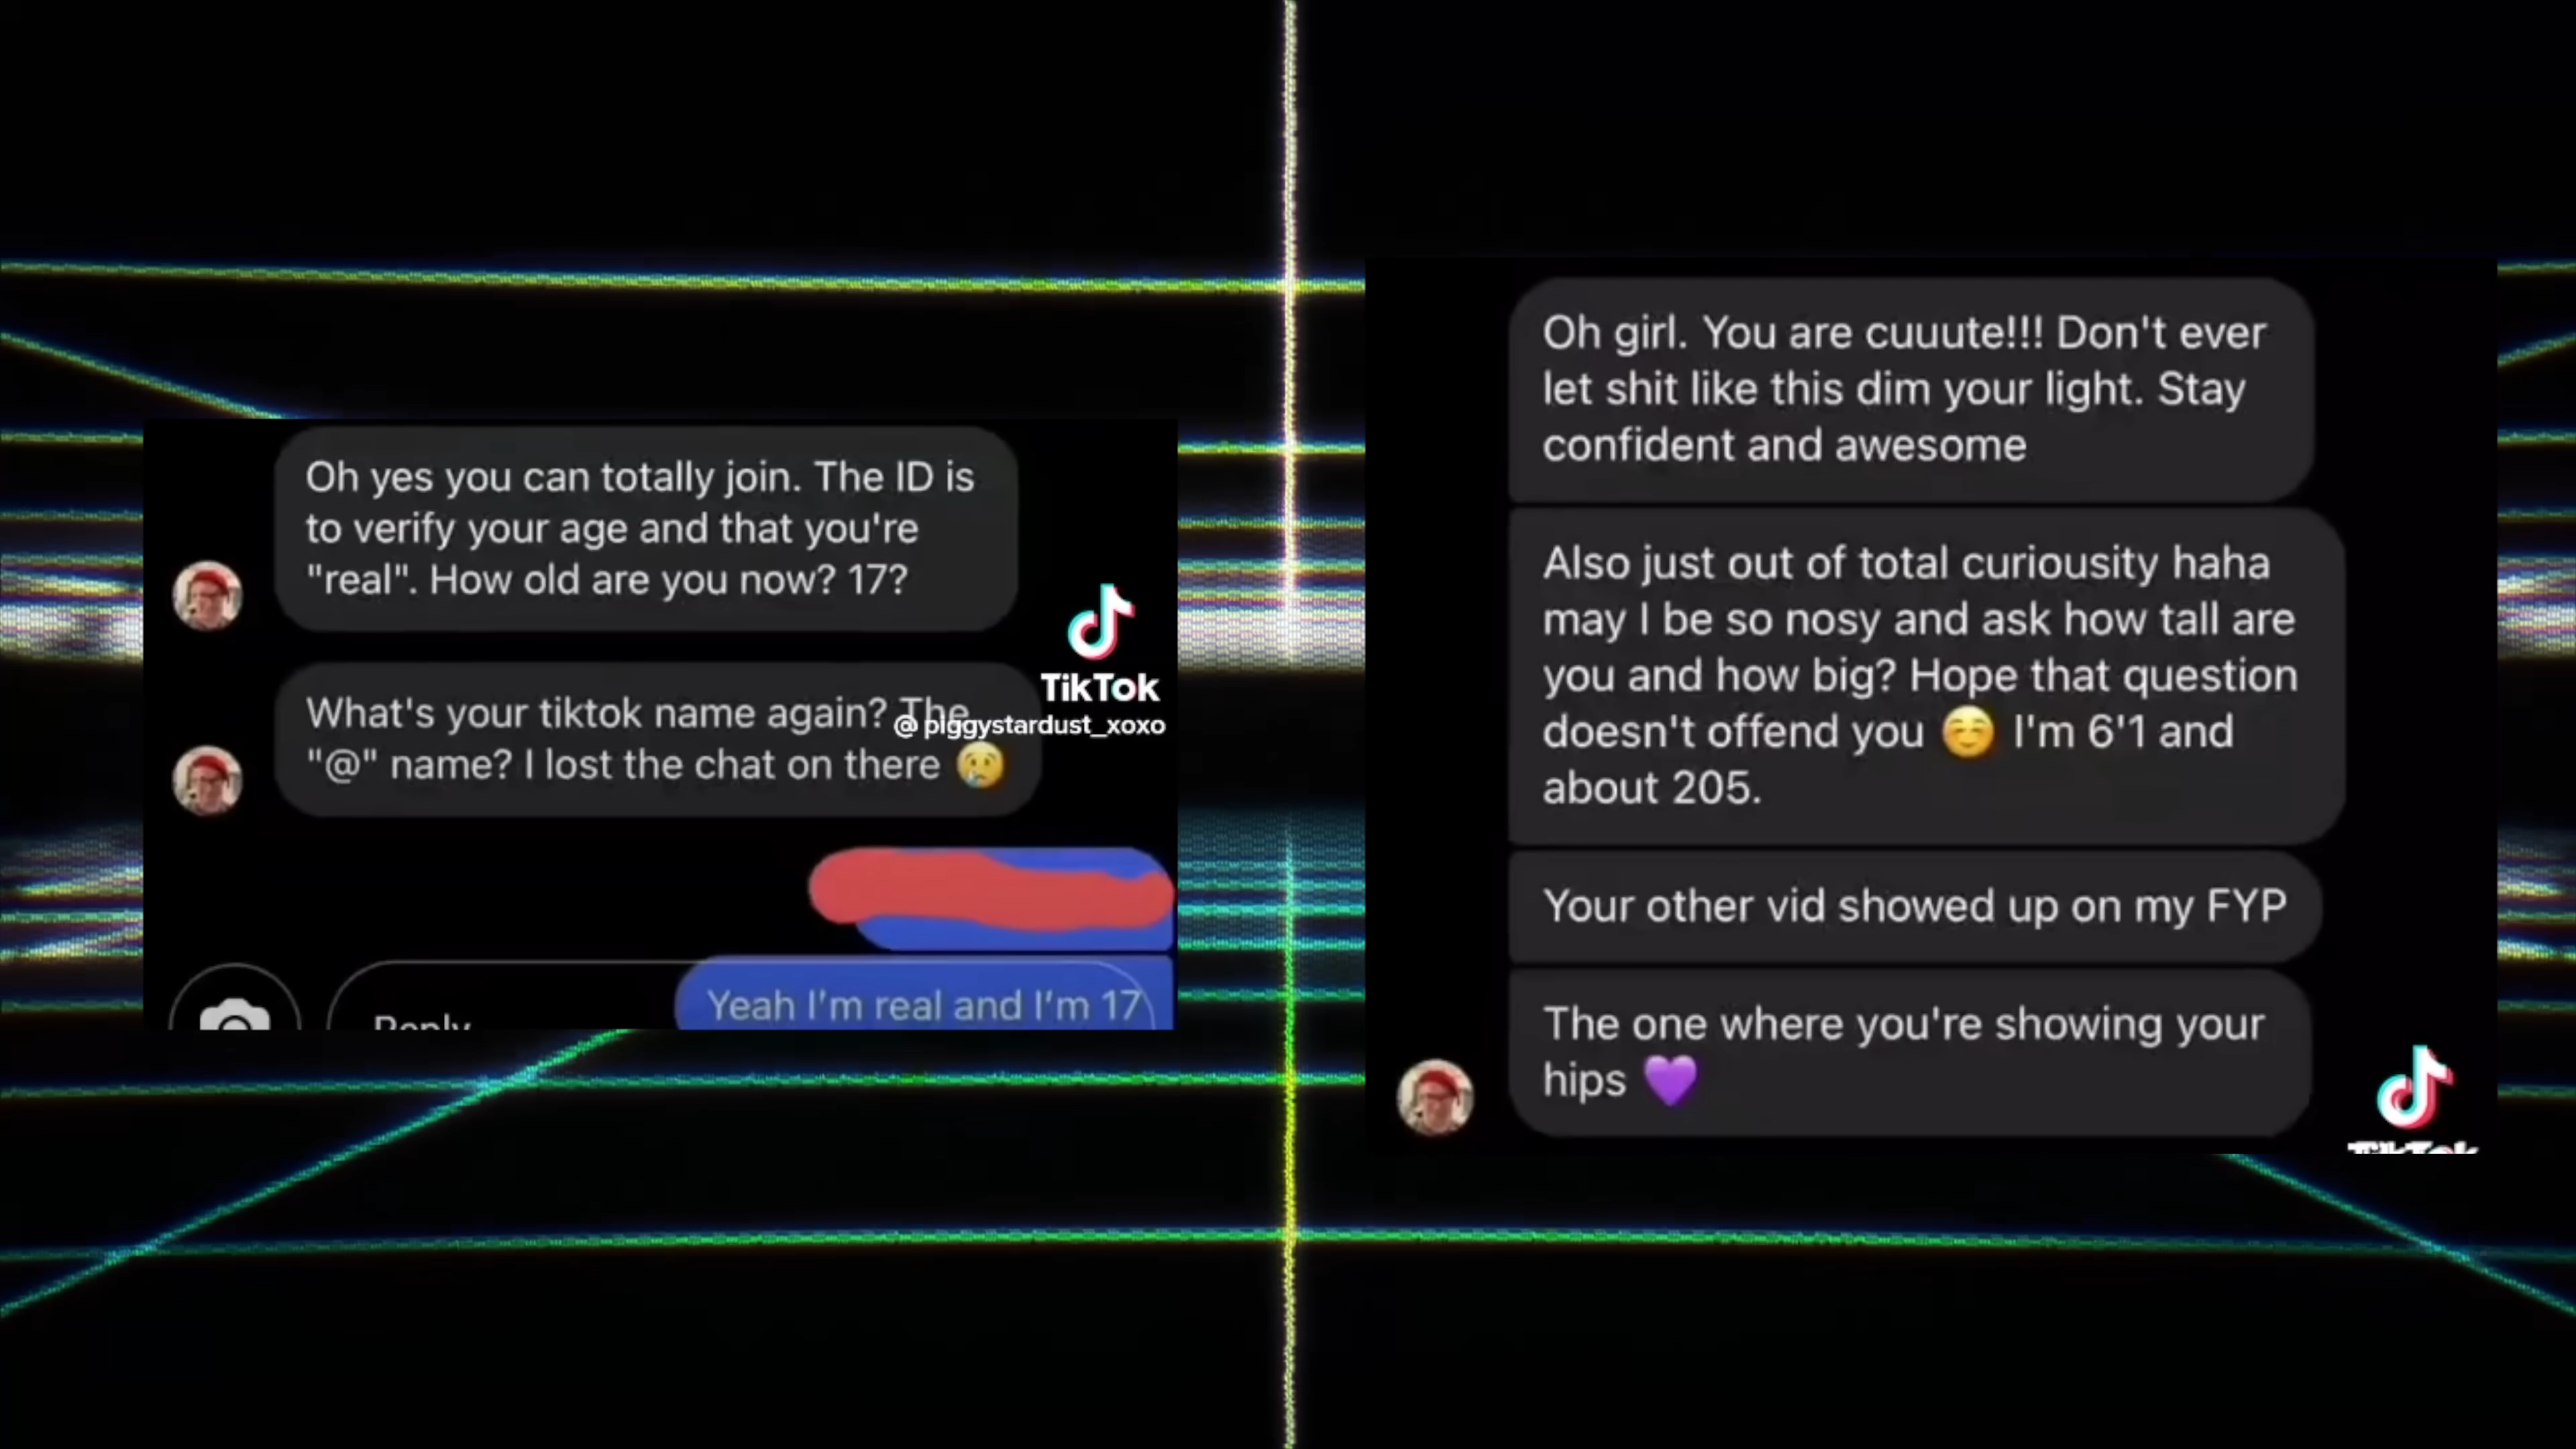 Oh yes you can totally join. The ID is
to verify your age and that you're
"real". How old are you now? 17?
What's your tiktok name again? The
"@" name? I lost the chat on there 😢
TikTok
@piggystardust_xoxo
Yeah I'm real and I'm 17
Reply
Oh girl. You are cuuute!!! Don't ever
let shit like this dim your light. Stay
confident and awesome
Also just out of total curiousity haha
may I be so nosy and ask how tall are
you and how big? Hope that question
doesn't offend you ☺️ I'm 6'1 and
about 205.
Your other vid showed up on my FYP
The one where you're showing your
hips 💜
TikTok